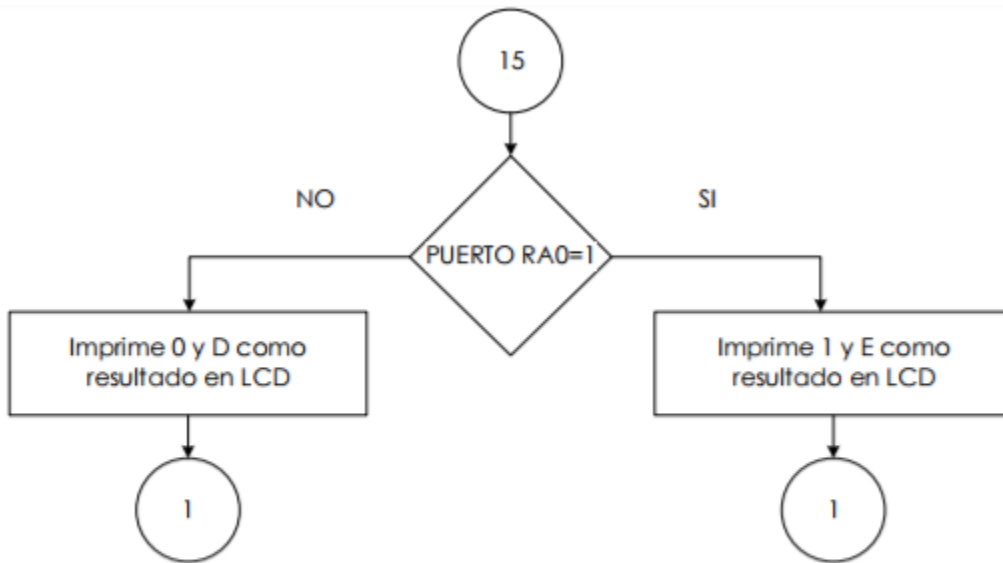 15
NO
SI
PUERTO RA0=1
Imprime 0 y D como
resultado en LCD
Imprime 1 y E como
resultado en LCD
1
1